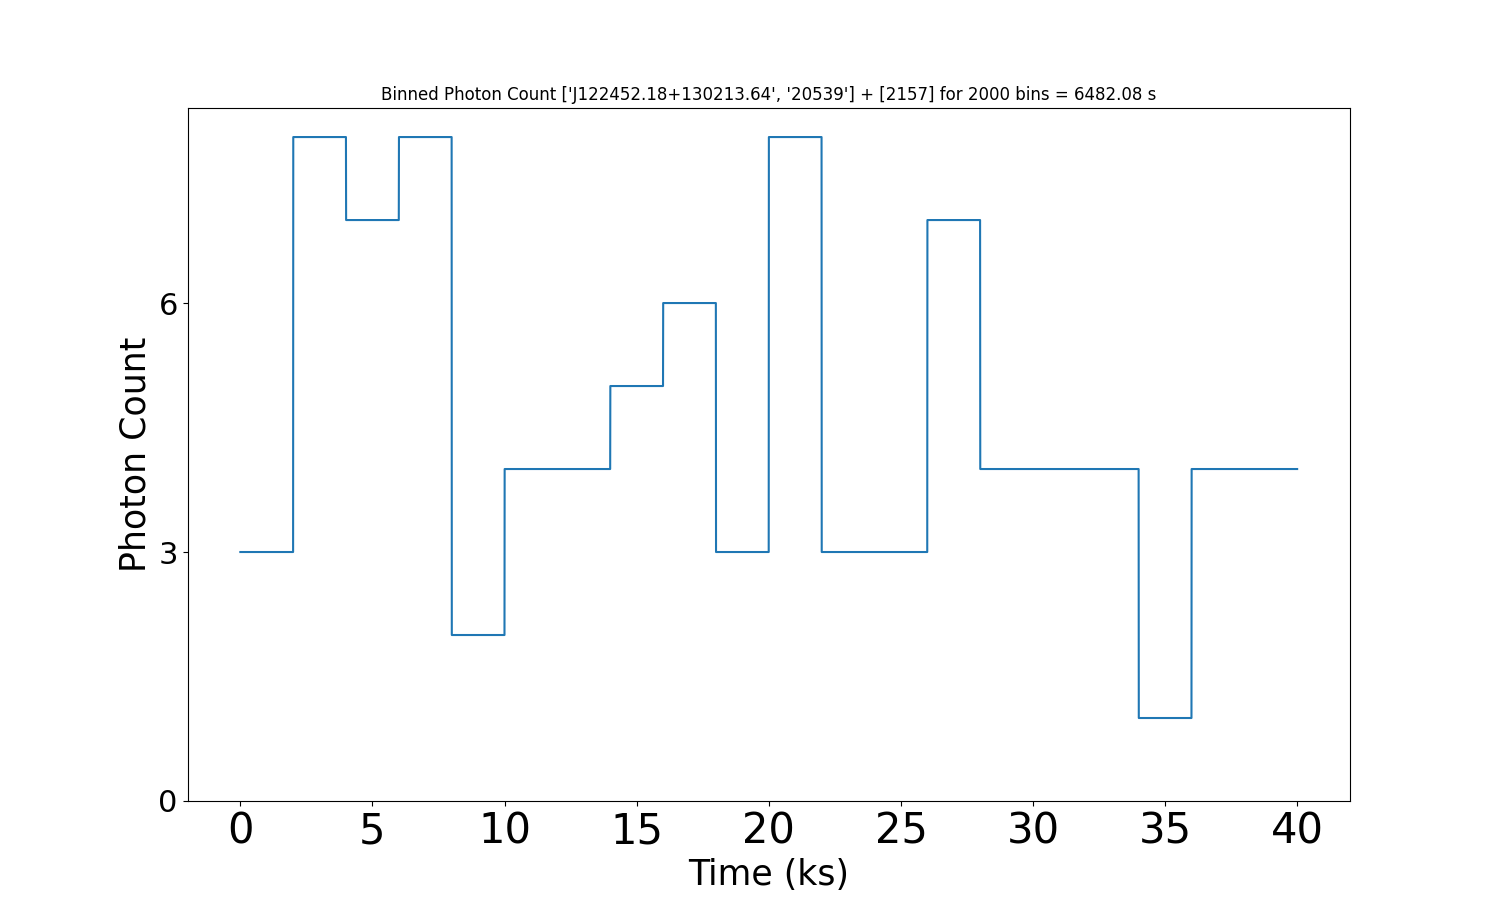 Binned Photon Count ['J122452.18+130213.64', '20539'] + [2157] for 2000 bins = 6482.08 s
Photon Count
6
3
0
0 5 10 15 20 25 30 35 40
Time (ks)